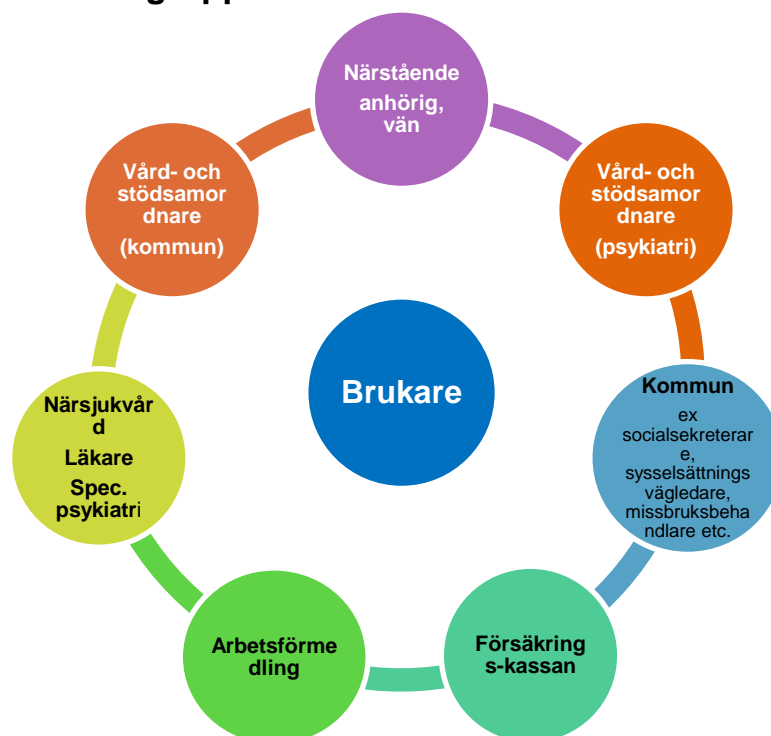 Närstående
anhörig,
vän
Vård- och
stödsamor
dnare
(kommun)
Vård- och
stödsamor
dnare
(psykiatri)
Brukare
Närsjukvår
d
Läkare
Spec.
psykiatri
Kommun
ex
socialsekreterar
e,
sysselsättnings
vägledare,
missbruksbeha
ndlare etc.
Arbetsförme
dling
Försäkring
s-kassan